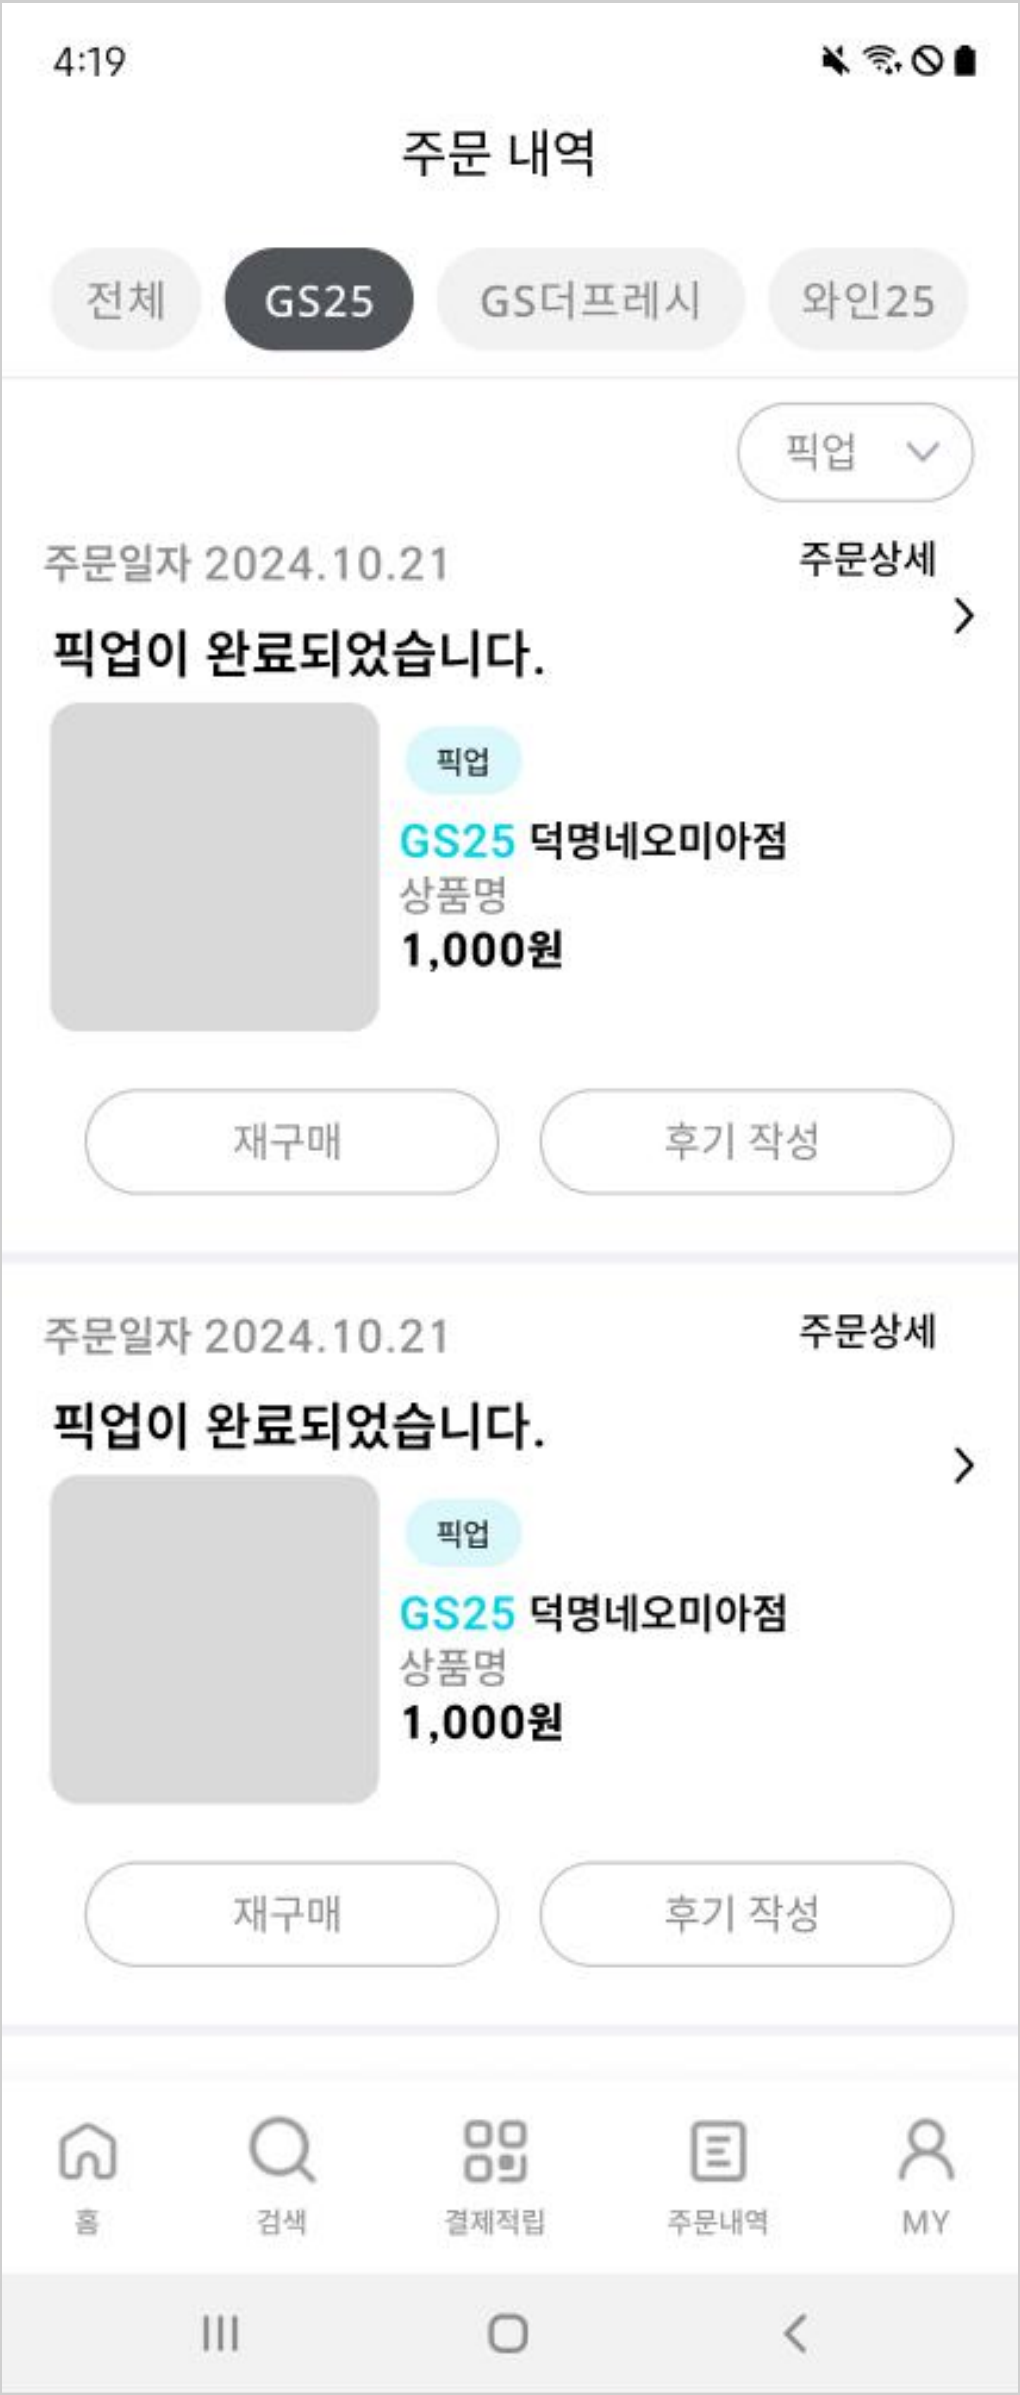 4:19
주문 내역
전체 GS25 GS더프레시 와인25
픽업
주문일자 2024.10.21 주문상세
픽업이 완료되었습니다.
픽업
GS25 덕명네오미아점
상품명
1,000원
재구매 후기 작성
주문일자 2024.10.21 주문상세
픽업이 완료되었습니다.
픽업
GS25 덕명네오미아점
상품명
1,000원
재구매 후기 작성
홈 검색 결제적립 주문내역 MY